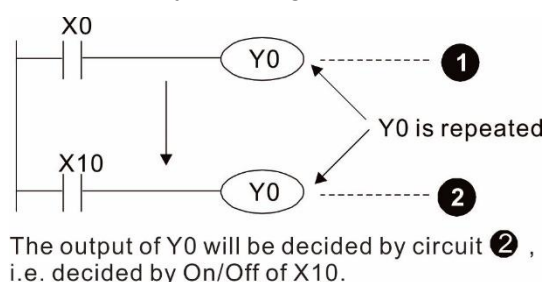 X0
Y0
1
Y0 is repeated
X10
Y0
2
The output of Y0 will be decided by circuit 2 ,
i.e. decided by On/Off of X10.